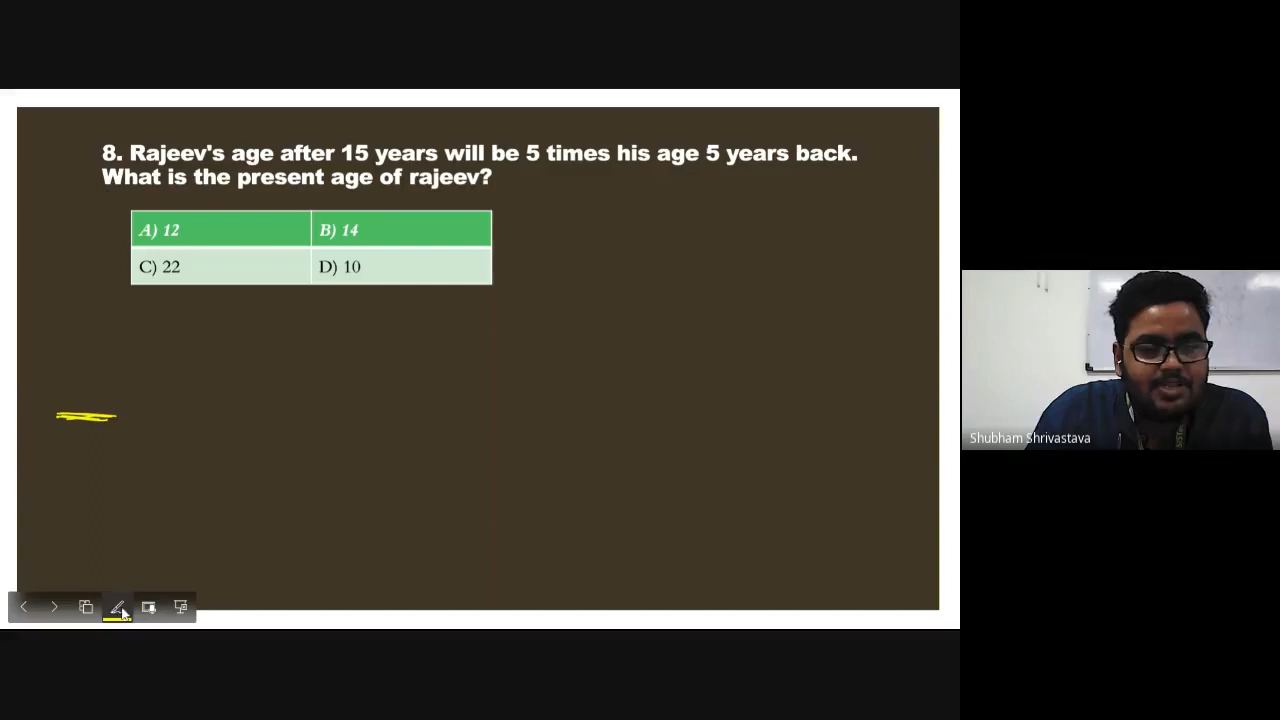 8. Rajeev's age after 15 years will be 5 times his age 5 years back.
What is the present age of rajeev?
A) 12 B) 14
C) 22 D) 10
Shubham Shrivastava